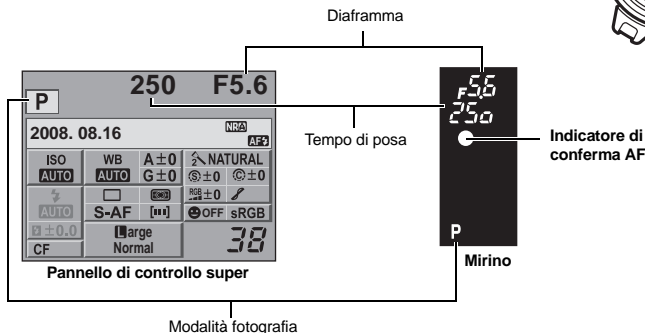 Diaframma
250 F5.6
P
2008. 08.16
NR
AF
Tempo di posa
F5.6
250
Indicatore di
conferma AF
ISO
AUTO
WB
AUTO
A±0
G±0
NATURAL
S±0 C±0
RGB±0
AUTO
±0.0
S-AF
OFF sRGB
CF
Large
Normal
38
P
Pannello di controllo super
Mirino
Modalità fotografia